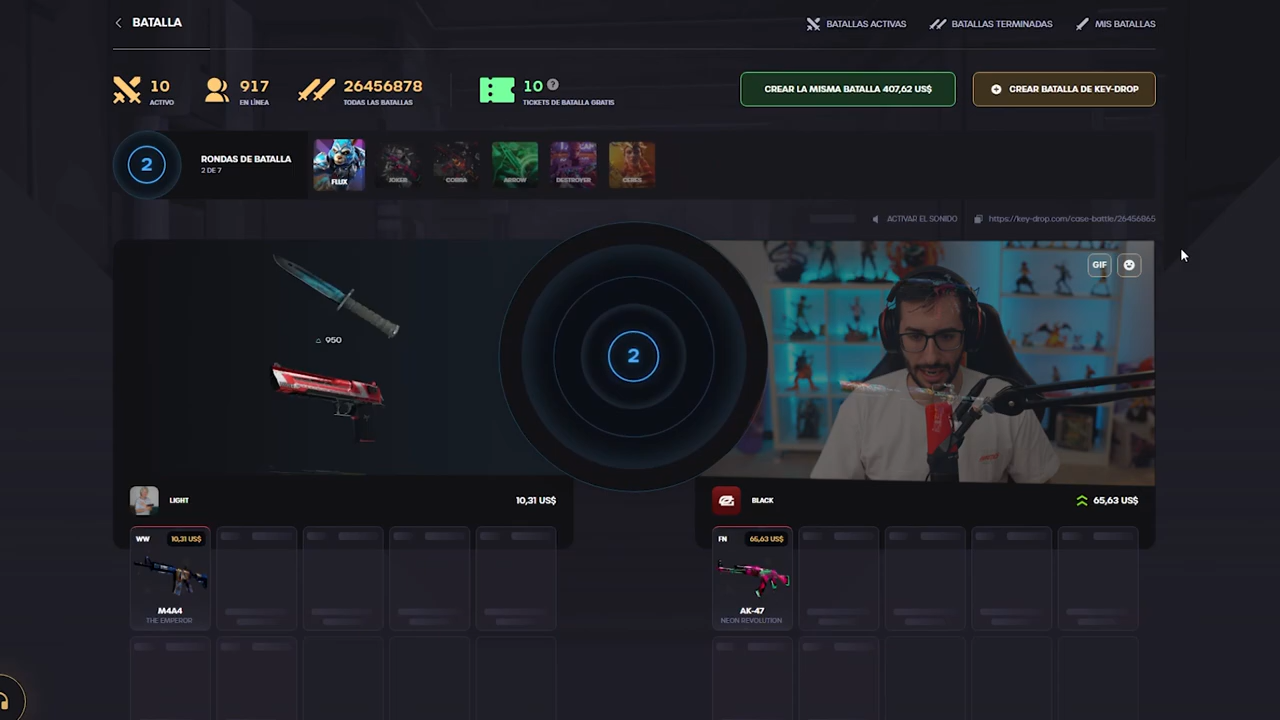 BATALLA
BATALLAS ACTIVAS
BATALLAS TERMINADAS
MIS BATALLAS
10
ACTIVO
917
EN LÍNEA
26456878
TODAS LAS BATALLAS
10 ?
TICKETS DE BATALLA GRATIS
CREAR LA MISMA BATALLA 407,62 US$
CREAR BATALLA DE KEY-DROP
2
RONDAS DE BATALLA
2 DE 7
FLUX
JOKER
COBRA
ARROW
DESTROYER
CERES
ACTIVAR EL SONIDO
https://key-drop.com/case-battle/26456865
GIF
950
2
LIGHT
10,31 US$
BLACK
65,63 US$
WW
10,31 US$
M4A4
THE EMPEROR
FN
65,63 US$
AK-47
NEON REVOLUTION